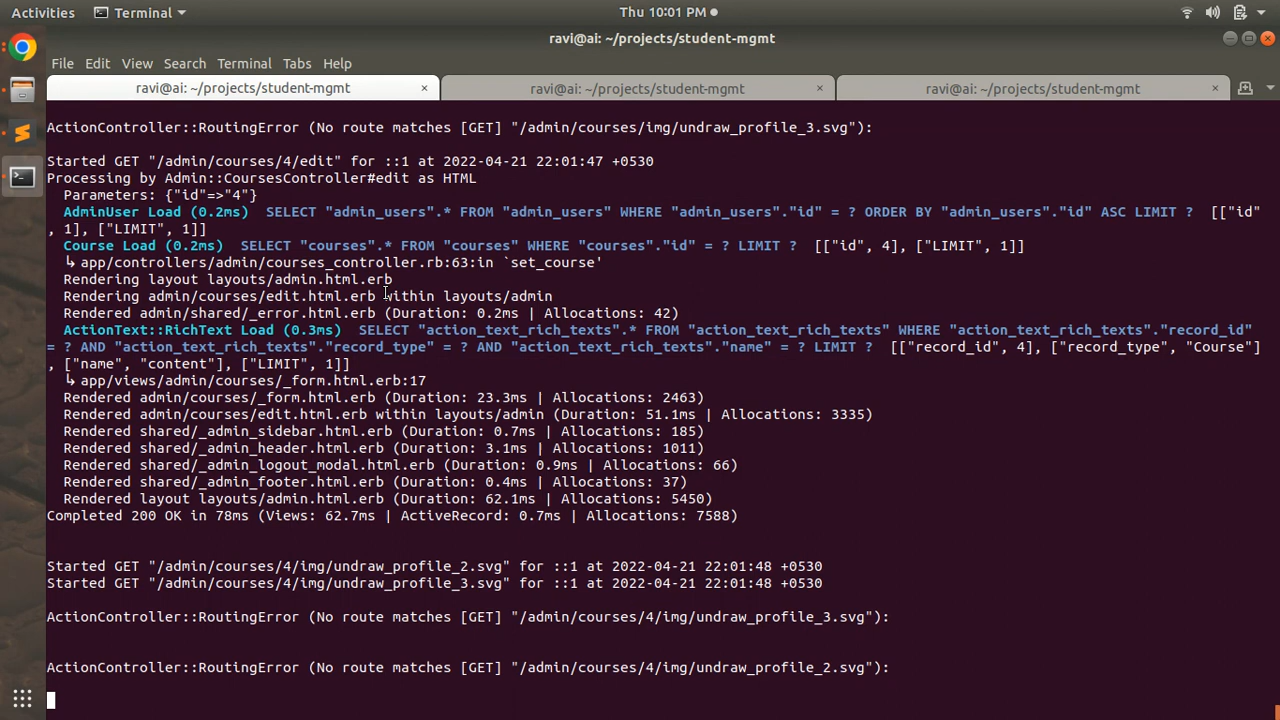 Activities Terminal Thu 10:01 PM
ravi@ai: ~/projects/student-mgmt
File Edit View Search Terminal Tabs Help
ravi@ai: ~/projects/student-mgmt × ravi@ai: ~/projects/student-mgmt × ravi@ai: ~/projects/student-mgmt ×
ActionController::RoutingError (No route matches [GET] "/admin/courses/img/undraw_profile_3.svg"):
Started GET "/admin/courses/4/edit" for ::1 at 2022-04-21 22:01:47 +0530
Processing by Admin::CoursesController#edit as HTML
Parameters: {"id"=>"4"}
AdminUser Load (0.2ms) SELECT "admin_users".* FROM "admin_users" WHERE "admin_users"."id" = ? ORDER BY "admin_users"."id" ASC LIMIT ? [["id"
, 1], ["LIMIT", 1]]
Course Load (0.2ms) SELECT "courses".* FROM "courses" WHERE "courses"."id" = ? LIMIT ? [["id", 4], ["LIMIT", 1]]
↳ app/controllers/admin/courses_controller.rb:63:in `set_course'
Rendering layout layouts/admin.html.erb
Rendering admin/courses/edit.html.erb within layouts/admin
Rendered admin/shared/_error.html.erb (Duration: 0.2ms | Allocations: 42)
ActionText::RichText Load (0.3ms) SELECT "action_text_rich_texts".* FROM "action_text_rich_texts" WHERE "action_text_rich_texts"."record_id"
= ? AND "action_text_rich_texts"."record_type" = ? AND "action_text_rich_texts"."name" = ? LIMIT ? [["record_id", 4], ["record_type", "Course"]
, ["name", "content"], ["LIMIT", 1]]
↳ app/views/admin/courses/_form.html.erb:17
Rendered admin/courses/_form.html.erb (Duration: 23.3ms | Allocations: 2463)
Rendered admin/courses/edit.html.erb within layouts/admin (Duration: 51.1ms | Allocations: 3335)
Rendered shared/_admin_sidebar.html.erb (Duration: 0.7ms | Allocations: 185)
Rendered shared/_admin_header.html.erb (Duration: 3.1ms | Allocations: 1011)
Rendered shared/_admin_logout_modal.html.erb (Duration: 0.9ms | Allocations: 66)
Rendered shared/_admin_footer.html.erb (Duration: 0.4ms | Allocations: 37)
Rendered layout layouts/admin.html.erb (Duration: 62.1ms | Allocations: 5450)
Completed 200 OK in 78ms (Views: 62.7ms | ActiveRecord: 0.7ms | Allocations: 7588)
Started GET "/admin/courses/4/img/undraw_profile_2.svg" for ::1 at 2022-04-21 22:01:48 +0530
Started GET "/admin/courses/4/img/undraw_profile_3.svg" for ::1 at 2022-04-21 22:01:48 +0530
ActionController::RoutingError (No route matches [GET] "/admin/courses/4/img/undraw_profile_3.svg"):
ActionController::RoutingError (No route matches [GET] "/admin/courses/4/img/undraw_profile_2.svg"):